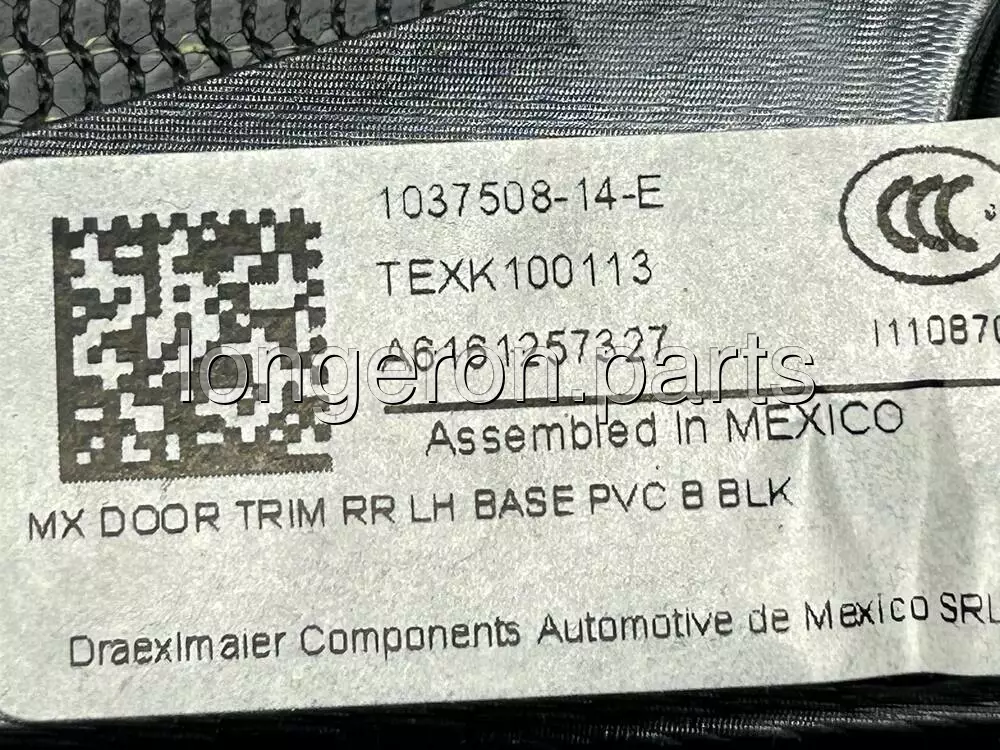 1037508-14-E
CCC
TEXK100113
A6161257327
longeron.parts
Assembled In MEXICO
MX DOOR TRIM RR LH BASE PVC B BLK
Draexlmaier Components Automotive de Mexico SRL